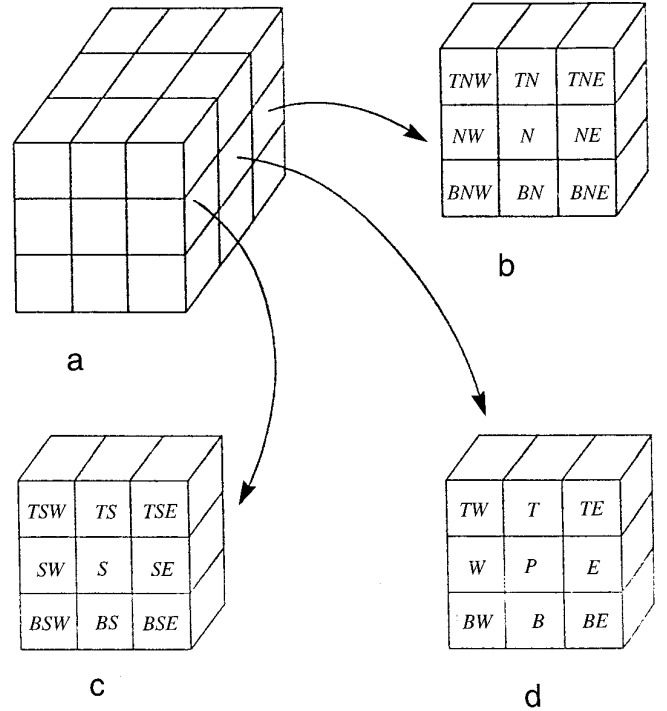 TNW TN TNE
NW N NE
BNW BN BNE
b
a
TSW TS TSE
SW S SE
BSW BS BSE
c
TW T TE
W P E
BW B BE
d